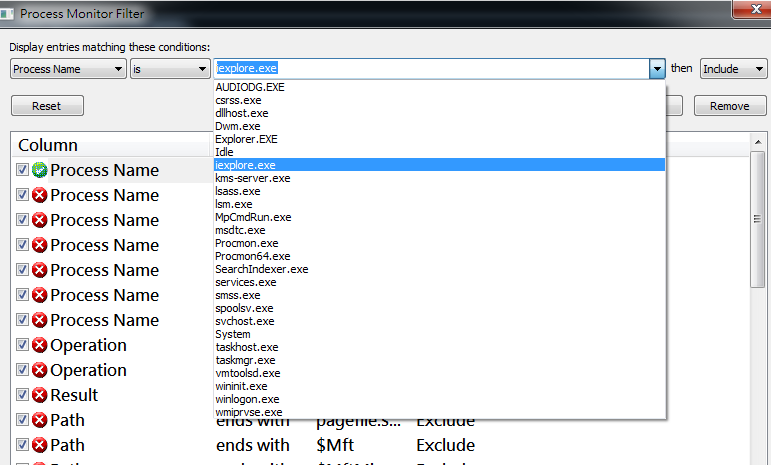 Process Monitor Filter
Display entries matching these conditions:
Process Name is iexplore.exe then Include
Reset Remove
AUDIODG.EXE
csrss.exe
dllhost.exe
Dwm.exe
Explorer.EXE
Idle
iexplore.exe
kms-server.exe
lsass.exe
lsm.exe
MpCmdRun.exe
msdtc.exe
Procmon.exe
Procmon64.exe
SearchIndexer.exe
services.exe
smss.exe
spoolsv.exe
svchost.exe
System
taskhost.exe
taskmgr.exe
vmtoolsd.exe
wininit.exe
winlogon.exe
wmiprvse.exe
Column
Process Name
Process Name
Process Name
Process Name
Process Name
Process Name
Process Name
Operation
Operation
Result
Path ends with pagefile.s... Exclude
Path ends with $Mft Exclude